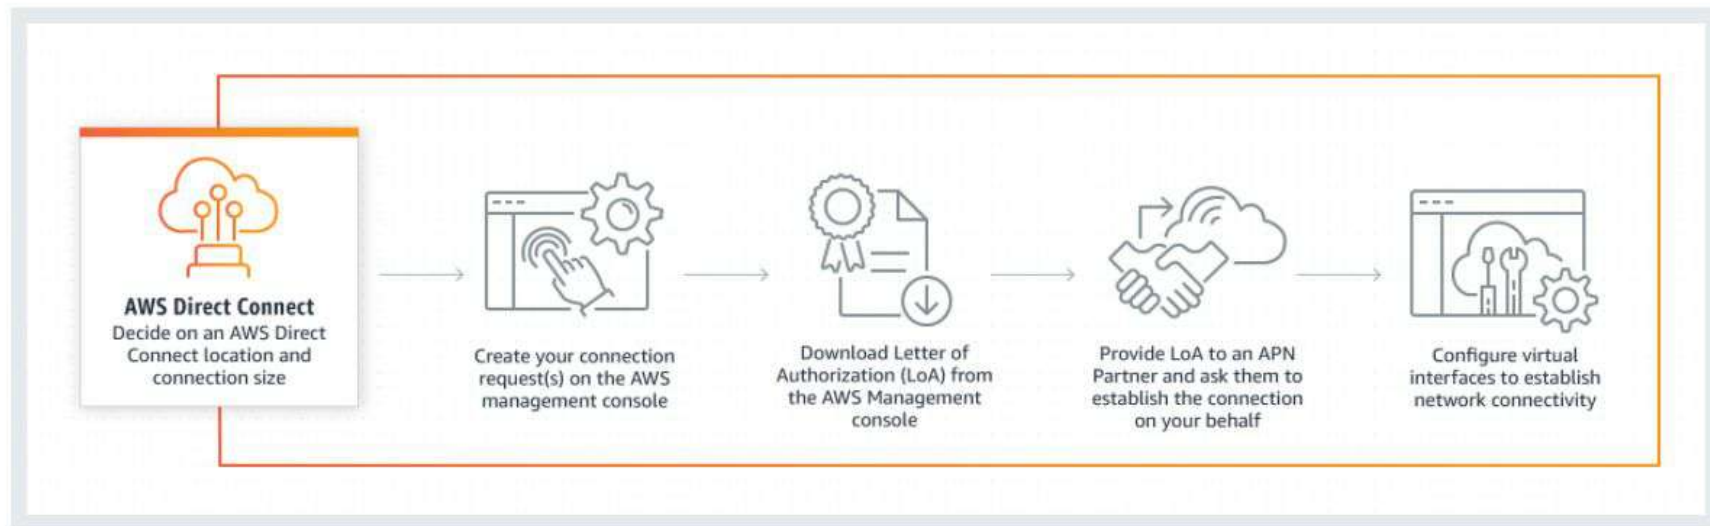 AWS Direct Connect
Decide on an AWS Direct
Connect location and
connection size
Create your connection
request(s) on the AWS
management console
Download Letter of
Authorization (LoA) from
the AWS Management
console
Provide LoA to an APN
Partner and ask them to
establish the connection
on your behalf
Configure virtual
interfaces to establish
network connectivity